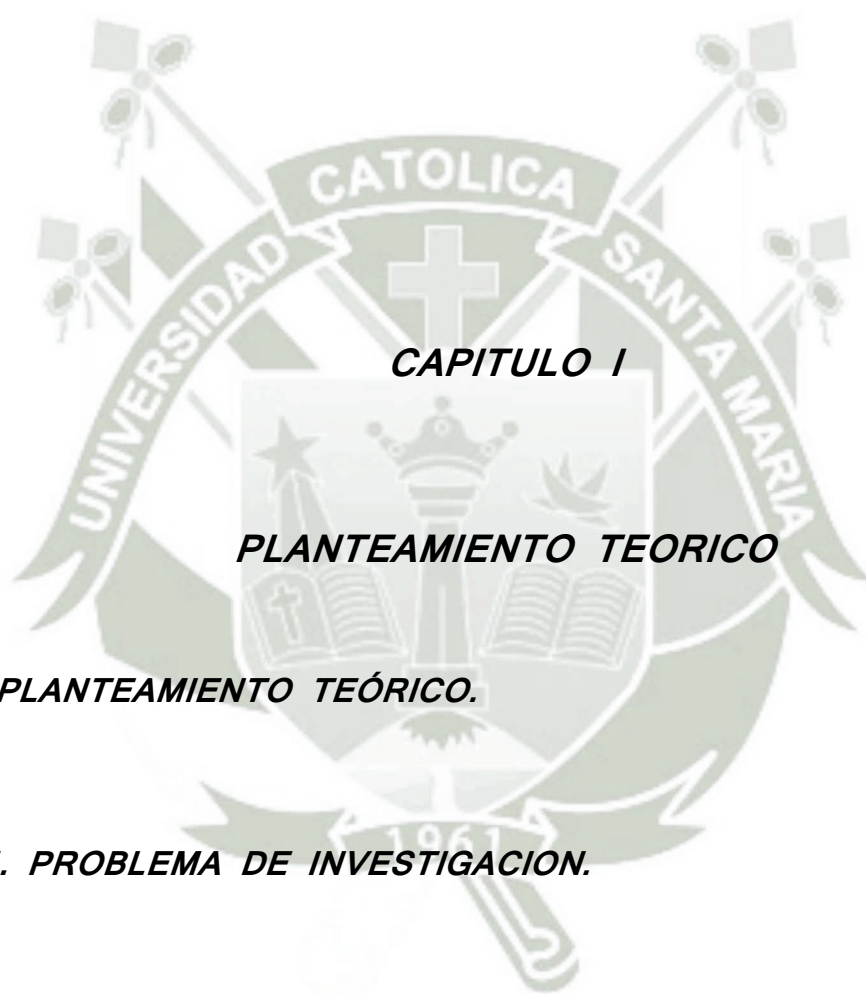 CATOLICA
UNIVERSIDAD
SANTA MARIA
CAPITULO I
PLANTEAMIENTO TEORICO
PLANTEAMIENTO TEÓRICO.
. PROBLEMA DE INVESTIGACION.
1961